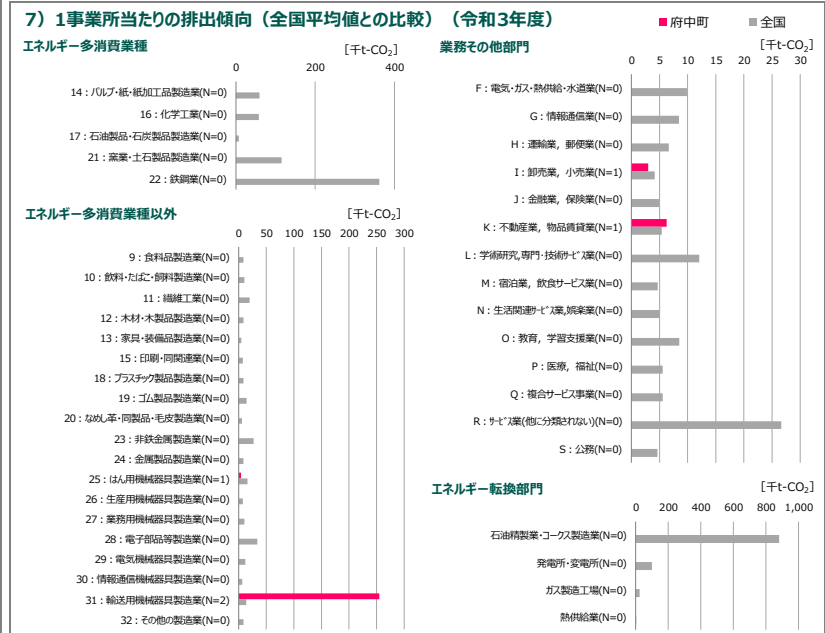 7）1事業所当たりの排出傾向（全国平均値との比較）（令和3年度）
■府中町 ■全国
エネルギー多消費業種
[千t-CO₂]
0 200 400
14：パルプ・紙・紙加工品製造業(N=0)
16：化学工業(N=0)
17：石油製品・石炭製品製造業(N=0)
21：窯業・土石製品製造業(N=0)
22：鉄鋼業(N=0)
エネルギー多消費業種以外
[千t-CO₂]
0 50 100 150 200 250 300
9：食料品製造業(N=0)
10：飲料・たばこ・飼料製造業(N=0)
11：繊維工業(N=0)
12：木材・木製品製造業(N=0)
13：家具・装備品製造業(N=0)
15：印刷・同関連業(N=0)
18：プラスチック製品製造業(N=0)
19：ゴム製品製造業(N=0)
20：なめし革・同製品・毛皮製造業(N=0)
23：非鉄金属製造業(N=0)
24：金属製品製造業(N=0)
25：はん用機械器具製造業(N=1)
26：生産用機械器具製造業(N=0)
27：業務用機械器具製造業(N=0)
28：電子部品等製造業(N=0)
29：電気機械器具製造業(N=0)
30：情報通信機械器具製造業(N=0)
31：輸送用機械器具製造業(N=2)
32：その他の製造業(N=0)
業務その他部門
[千t-CO₂]
0 5 10 15 20 25 30
F：電気・ガス・熱供給・水道業(N=0)
G：情報通信業(N=0)
H：運輸業，郵便業(N=0)
I：卸売業，小売業(N=1)
J：金融業，保険業(N=0)
K：不動産業，物品賃貸業(N=1)
L：学術研究,専門・技術ｻｰﾋﾞｽ業(N=0)
M：宿泊業，飲食サービス業(N=0)
N：生活関連ｻｰﾋﾞｽ業,娯楽業(N=0)
O：教育，学習支援業(N=0)
P：医療，福祉(N=0)
Q：複合サービス事業(N=0)
R：ｻｰﾋﾞｽ業(他に分類されない)(N=0)
S：公務(N=0)
エネルギー転換部門
[千t-CO₂]
0 200 400 600 800 1,000
石油精製業・コークス製造業(N=0)
発電所・変電所(N=0)
ガス製造工場(N=0)
熱供給業(N=0)